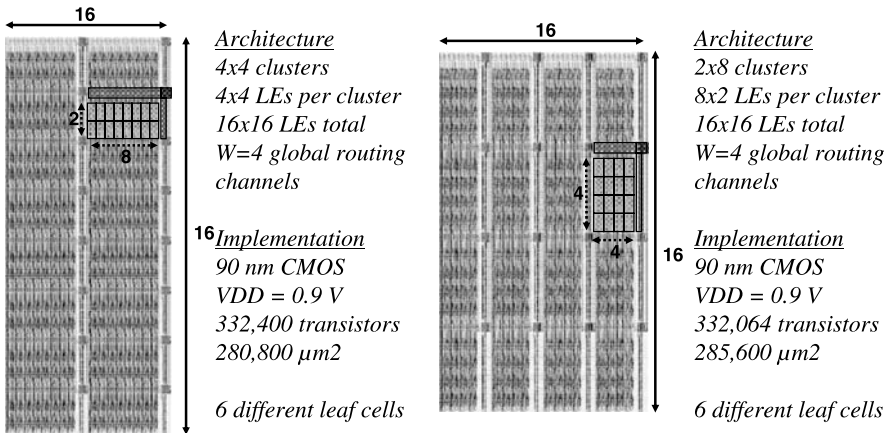 16
2
8
16
Architecture
4x4 clusters
4x4 LEs per cluster
16x16 LEs total
W=4 global routing
channels
Implementation
90 nm CMOS
VDD = 0.9 V
332,400 transistors
280,800 µm2
6 different leaf cells
16
4
4
16
Architecture
2x8 clusters
8x2 LEs per cluster
16x16 LEs total
W=4 global routing
channels
Implementation
90 nm CMOS
VDD = 0.9 V
332,064 transistors
285,600 µm2
6 different leaf cells